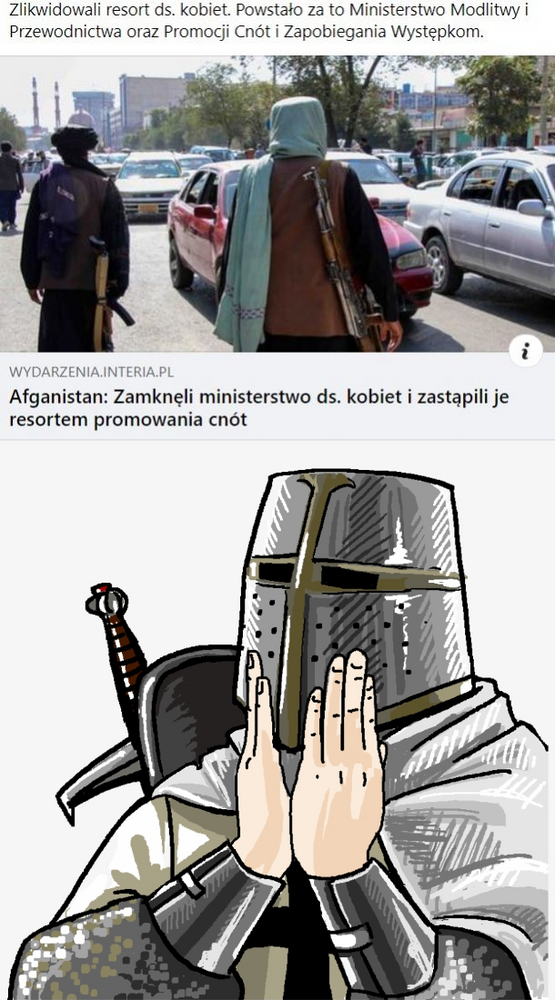 Zlikwidowali resort ds. kobiet. Powstało za to Ministerstwo Modlitwy i
Przewodnictwa oraz Promocji Cnót i Zapobiegania Występkom.
i
WYDARZENIA.INTERIA.PL
Afganistan: Zamknęli ministerstwo ds. kobiet i zastąpili je
resortem promowania cnót